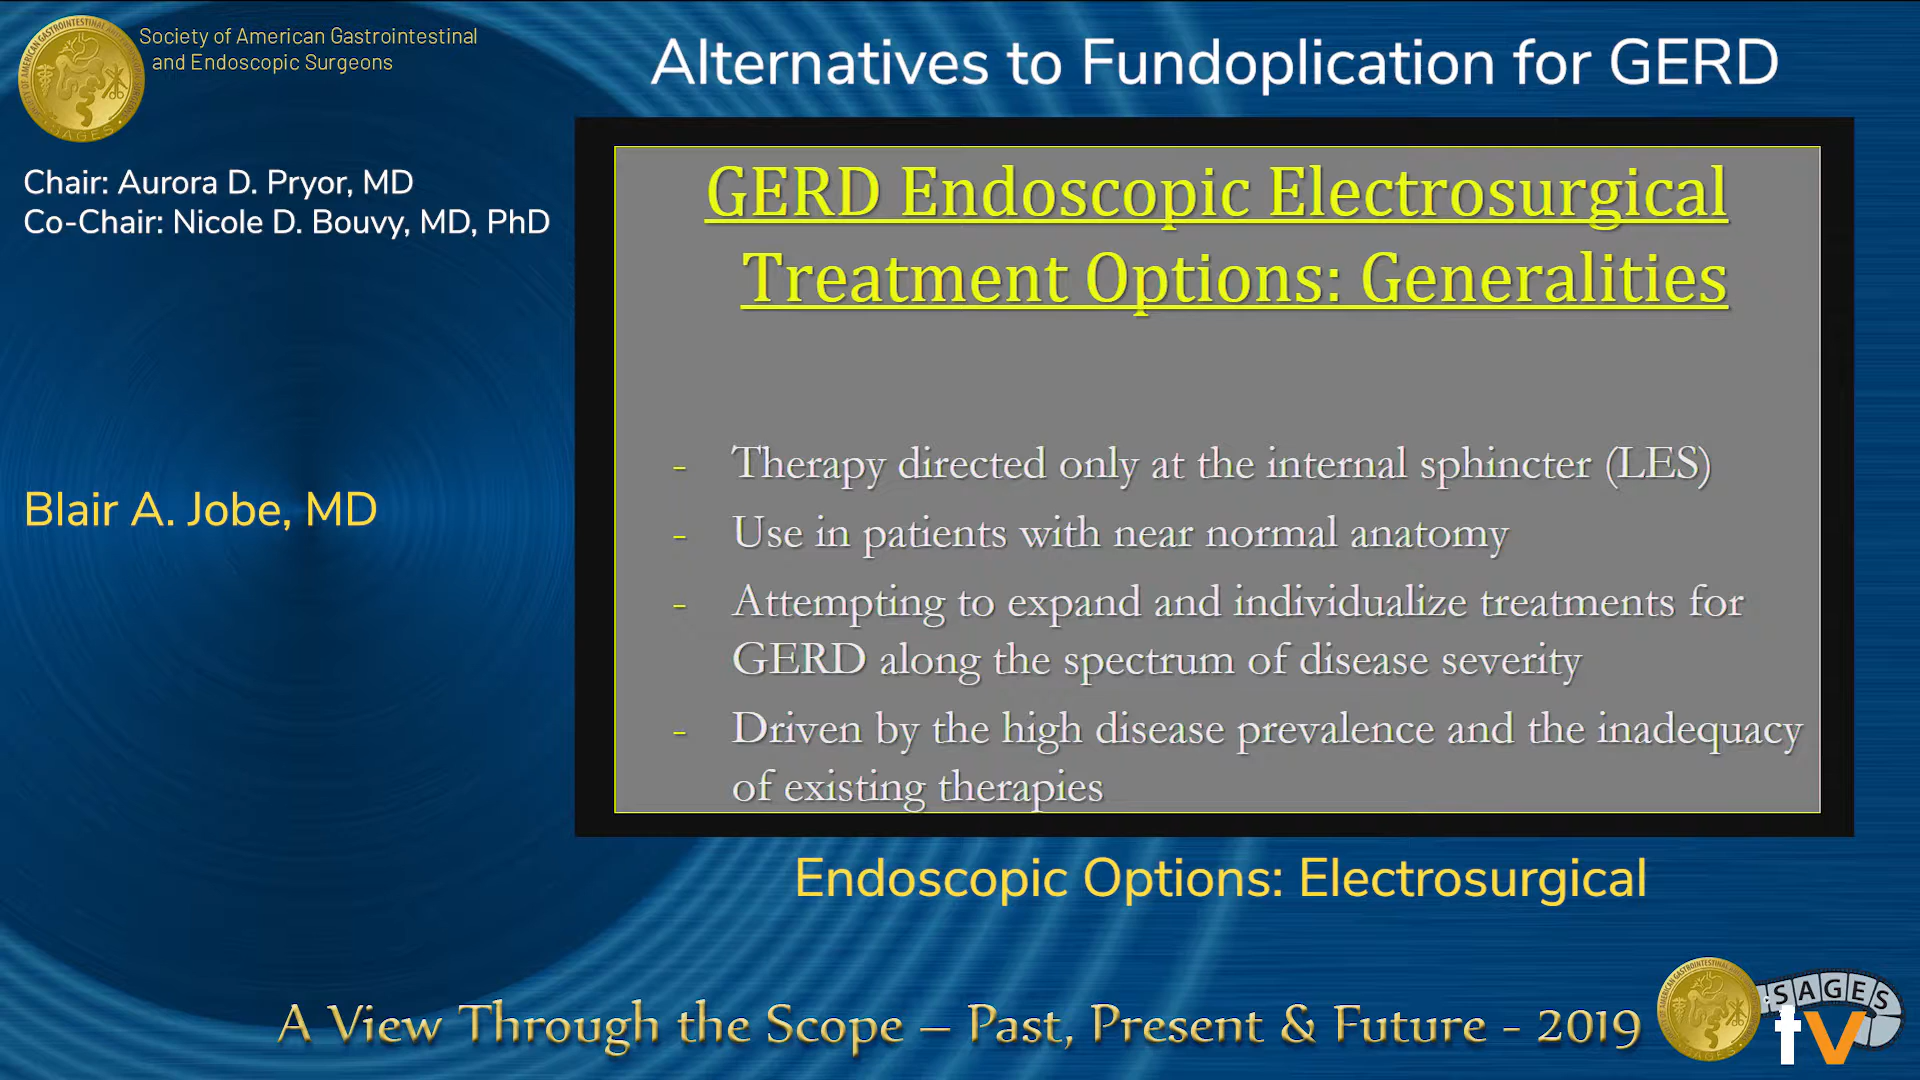 Society of American Gastrointestinal
and Endoscopic Surgeons
Alternatives to Fundoplication for GERD
Chair: Aurora D. Pryor, MD
Co-Chair: Nicole D. Bouvy, MD, PhD
Blair A. Jobe, MD
GERD Endoscopic Electrosurgical
Treatment Options: Generalities
- Therapy directed only at the internal sphincter (LES)
- Use in patients with near normal anatomy
- Attempting to expand and individualize treatments for
GERD along the spectrum of disease severity
- Driven by the high disease prevalence and the inadequacy
of existing therapies
Endoscopic Options: Electrosurgical
A View Through the Scope – Past, Present & Future - 2019
SAGES
tv